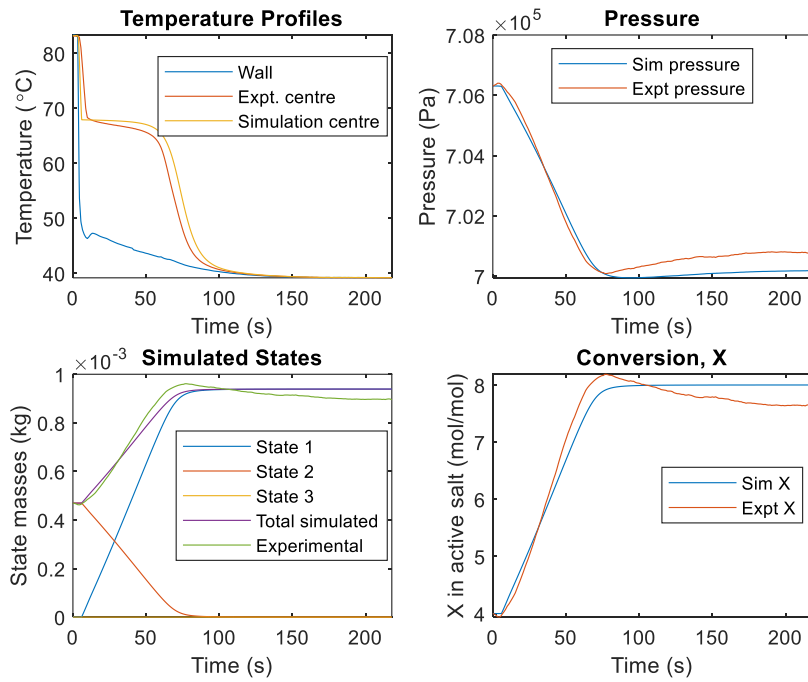 Temperature Profiles
80
70
60
50
40
0
50
100
150
200
Temperature ( °C)
Time (s)
Wall
Expt. centre
Simulation centre
Pressure
×10^5
7.08
7.06
7.04
7.02
7
0
50
100
150
200
Pressure (Pa)
Time (s)
Sim pressure
Expt pressure
Simulated States
×10^-3
1
0.8
0.6
0.4
0.2
0
0
50
100
150
200
State masses (kg)
Time (s)
State 1
State 2
State 3
Total simulated
Experimental
Conversion, X
8
7
6
5
4
0
50
100
150
200
X in active salt (mol/mol)
Time (s)
Sim X
Expt X